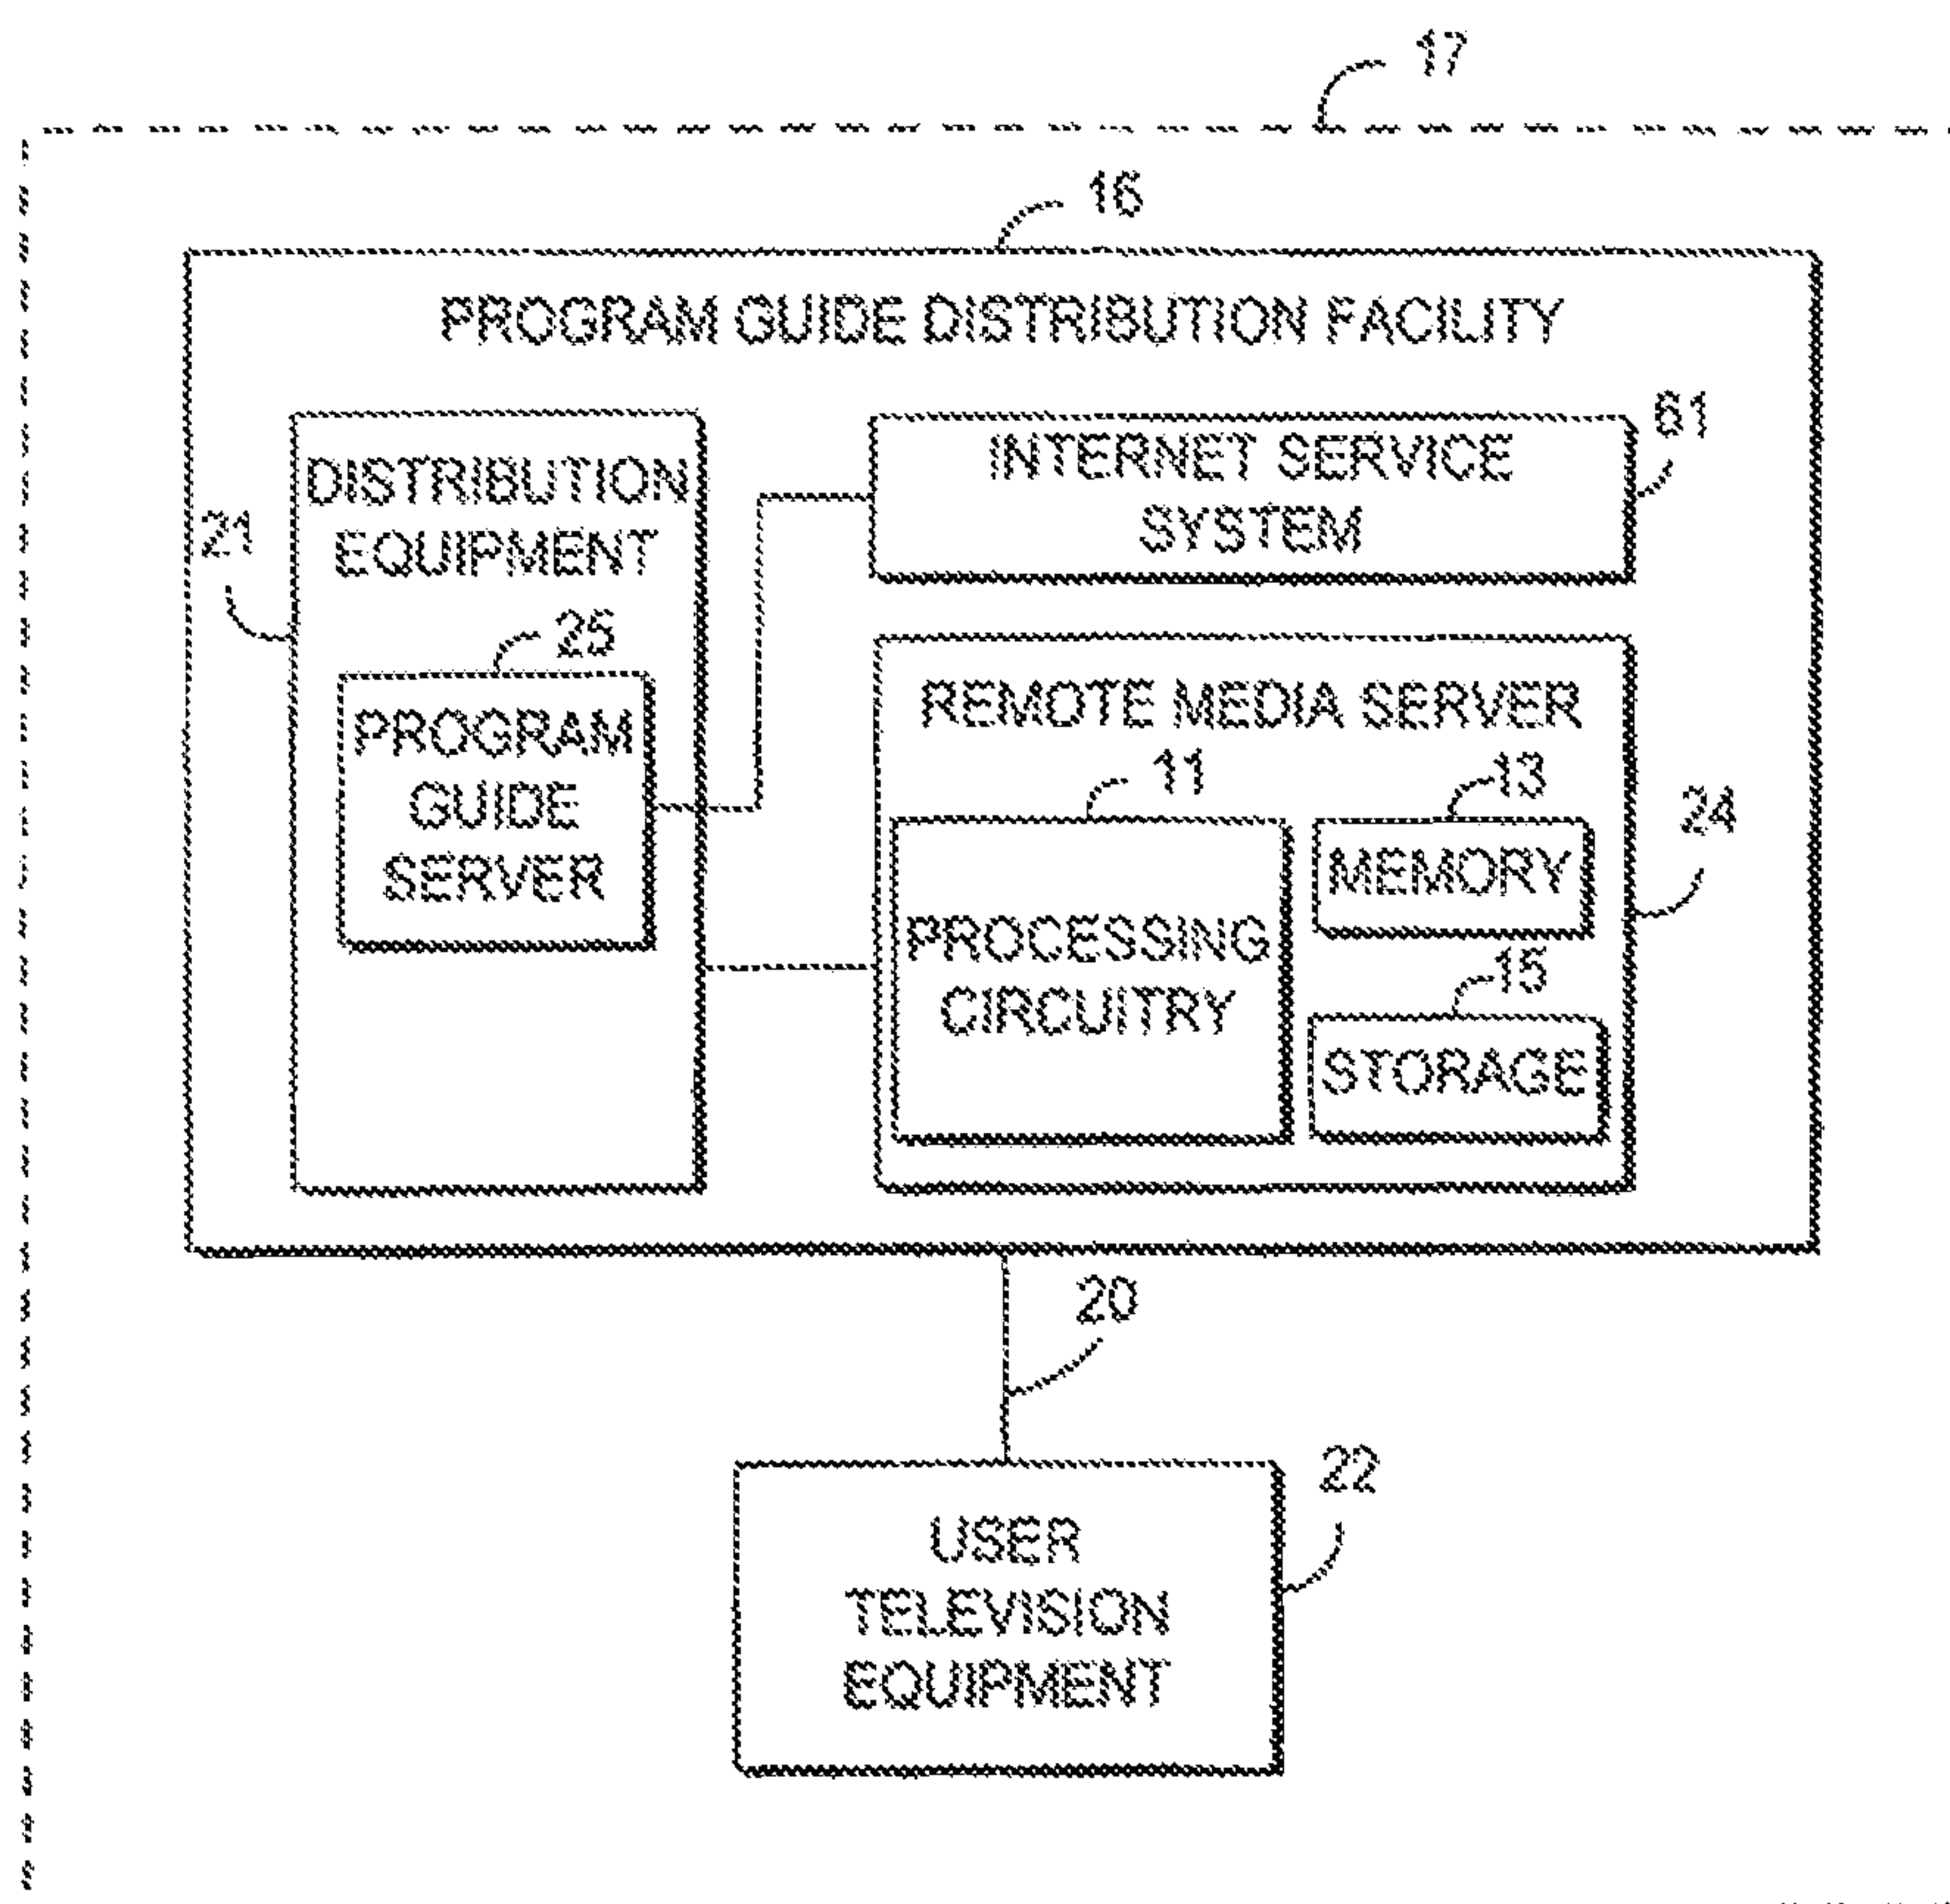 17
16
PROGRAM GUIDE DISTRIBUTION FACILITY
61
INTERNET SERVICE
SYSTEM
DISTRIBUTION
EQUIPMENT
21
25
PROGRAM
GUIDE
SERVER
REMOTE MEDIA SERVER
11
13
24
MEMORY
PROCESSING
CIRCUITRY
15
STORAGE
20
22
USER
TELEVISION
EQUIPMENT